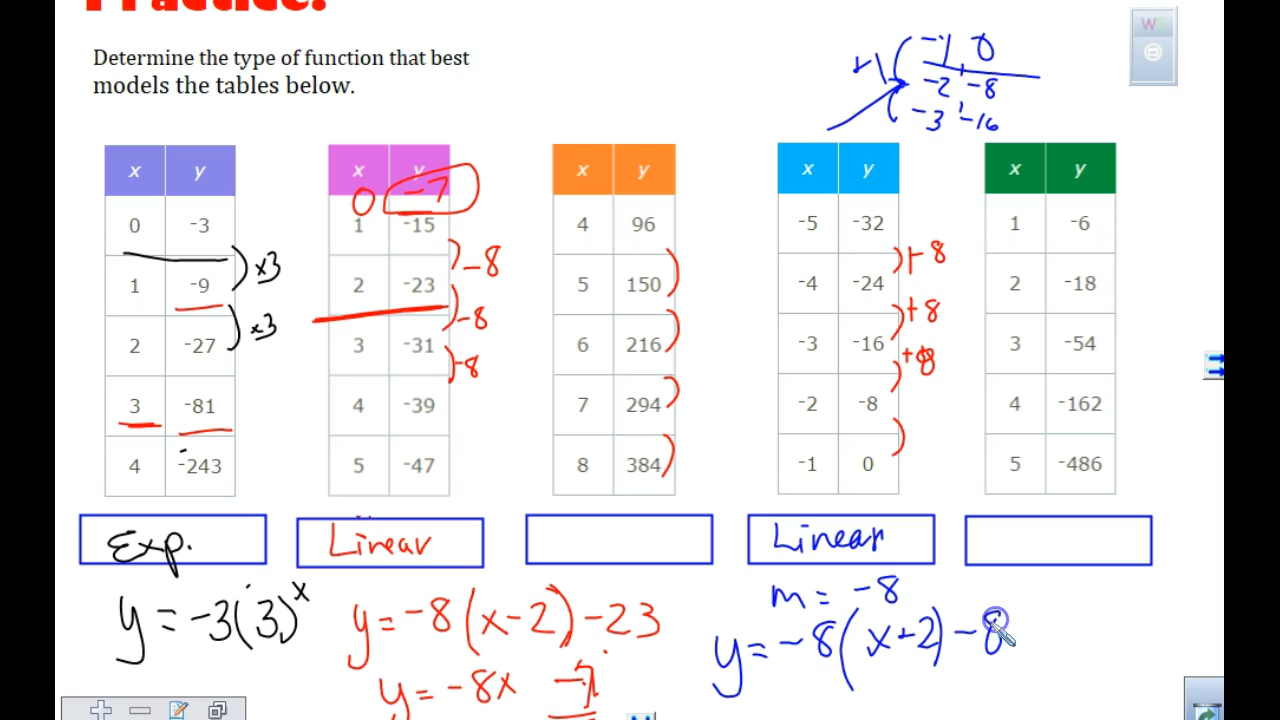 Practice!
Determine the type of function that best
models the tables below.
-1 0
+1 -2 -8
-3 -16
x y
0 -3
1 -9
2 -27
3 -81
4 -243
x3
x3
x y
0 -7
1 -15
2 -23
3 -31
4 -39
5 -47
-8
-8
-8
x y
4 96
5 150
6 216
7 294
8 384
x y
-5 -32
-4 -24
-3 -16
-2 -8
-1 0
+8
+8
+8
x y
1 -6
2 -18
3 -54
4 -162
5 -486
Exp.
Linear
Linear
y = -3(3)^x
y = -8(x-2)-23
y = -8x -7
m = -8
y = -8(x+2)-8